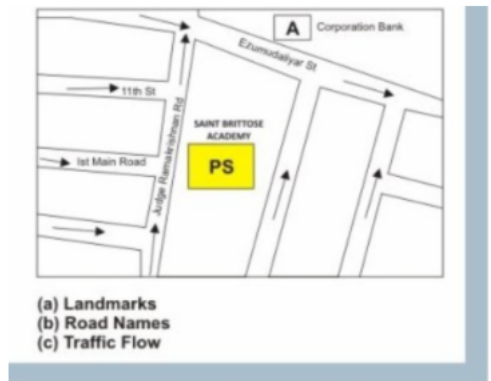 A Corporation Bank
Ezumudaliyar St
11th St
SAINT BRITTOSE
ACADEMY
PS
Ist Main Road
Judge Ramakrishnan Rd
(a) Landmarks
(b) Road Names
(c) Traffic Flow